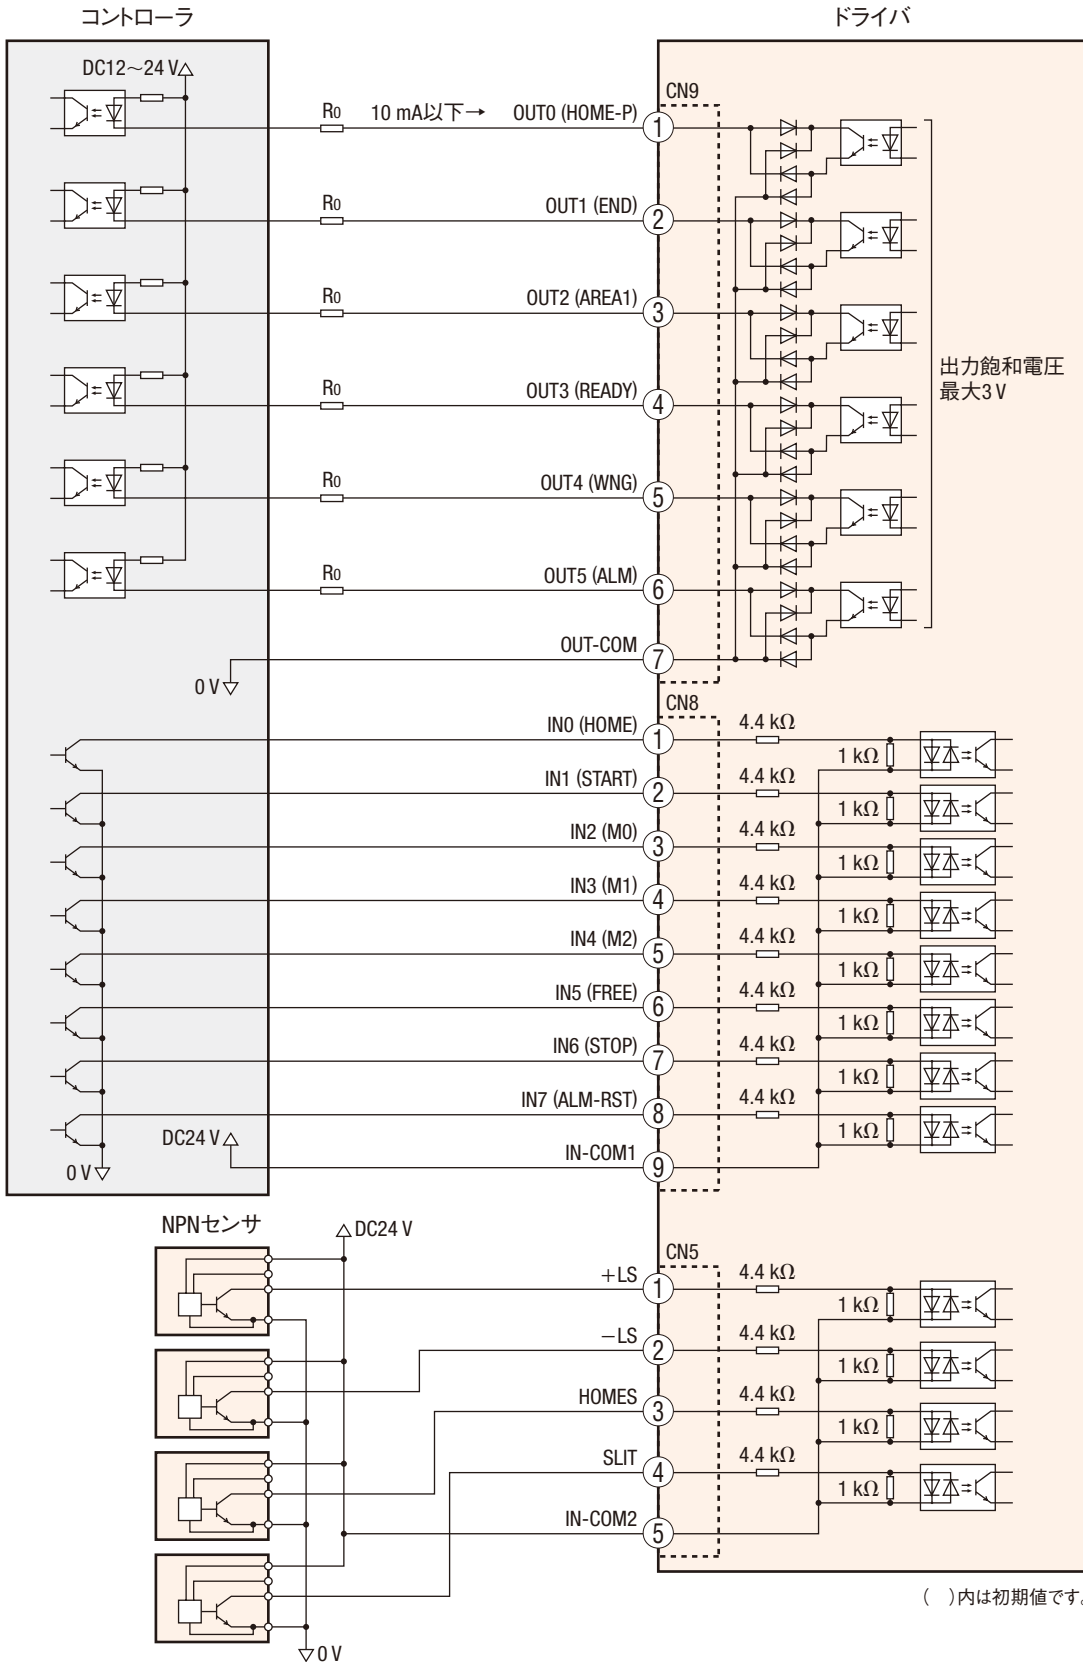 コントローラ
ドライバ
DC12～24 V
CN9
R0
10 mA以下→
OUT0 (HOME-P)
1
R0
OUT1 (END)
2
R0
OUT2 (AREA1)
3
出力飽和電圧
最大3 V
R0
OUT3 (READY)
4
R0
OUT4 (WNG)
5
R0
OUT5 (ALM)
6
OUT-COM
7
0 V
CN8
IN0 (HOME)
1
4.4 kΩ
1 kΩ
IN1 (START)
2
4.4 kΩ
1 kΩ
IN2 (M0)
3
4.4 kΩ
1 kΩ
IN3 (M1)
4
4.4 kΩ
1 kΩ
IN4 (M2)
5
4.4 kΩ
1 kΩ
IN5 (FREE)
6
4.4 kΩ
1 kΩ
IN6 (STOP)
7
4.4 kΩ
1 kΩ
IN7 (ALM-RST)
8
4.4 kΩ
1 kΩ
DC24 V
IN-COM1
9
0 V
NPNセンサ
DC24 V
CN5
+LS
1
4.4 kΩ
1 kΩ
−LS
2
4.4 kΩ
1 kΩ
HOMES
3
4.4 kΩ
1 kΩ
SLIT
4
4.4 kΩ
1 kΩ
IN-COM2
5
( )内は初期値です。
0 V